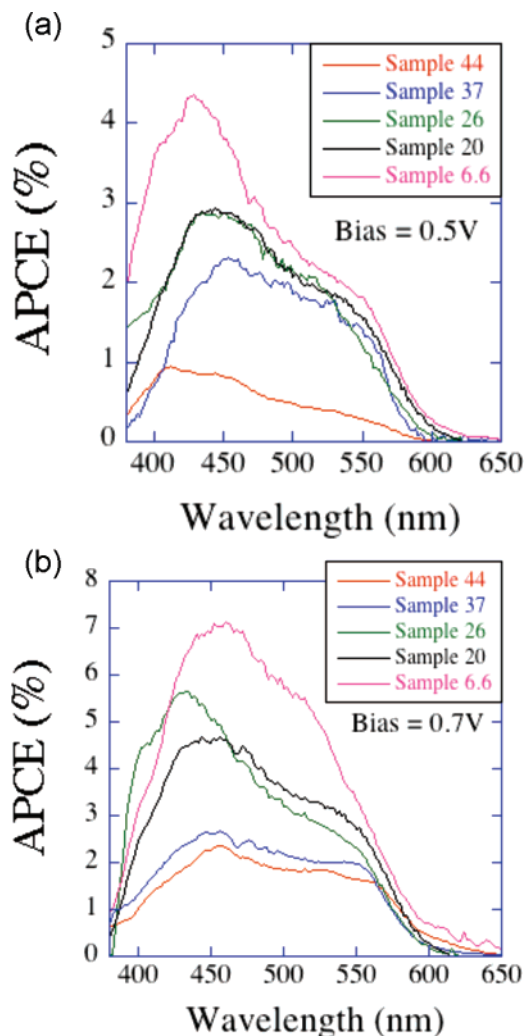 (a)
5
4
3
2
1
0
APCE (%)
Sample 44
Sample 37
Sample 26
Sample 20
Sample 6.6
Bias = 0.5V
400 450 500 550 600 650
Wavelength (nm)
(b)
8
7
6
5
4
3
2
1
0
APCE (%)
Sample 44
Sample 37
Sample 26
Sample 20
Sample 6.6
Bias = 0.7V
400 450 500 550 600 650
Wavelength (nm)